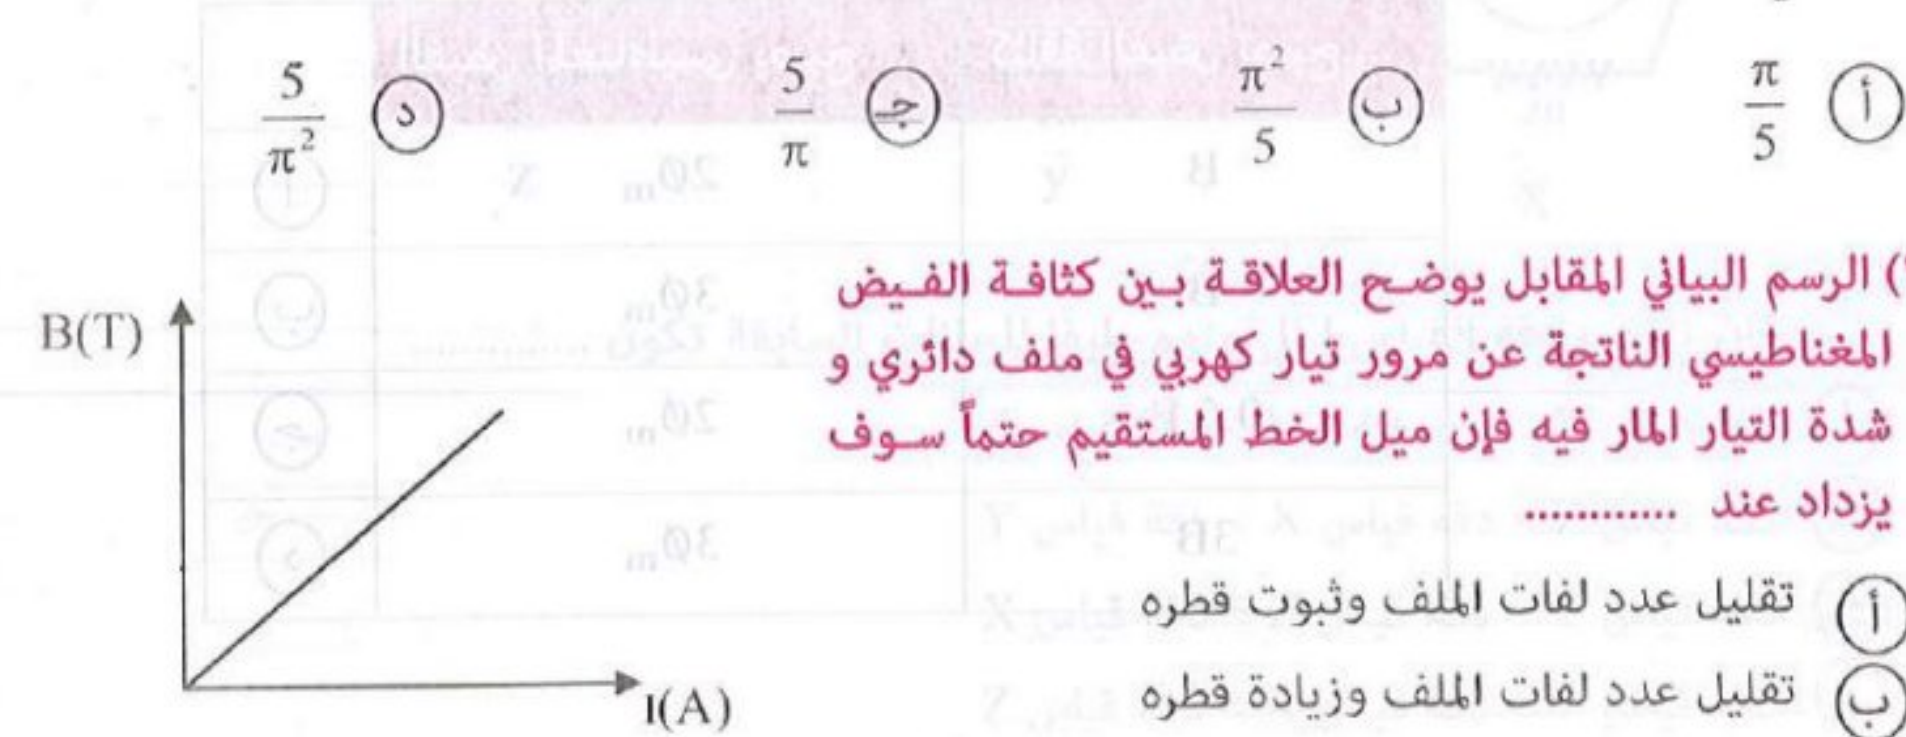 أ π/5 ب π²/5 جـ 5/π د 5/π²
) الرسم البياني المقابل يوضح العلاقة بين كثافة الفيض
المغناطيسي الناتجة عن مرور تيار كهربي في ملف دائري و
شدة التيار المار فيه فإن ميل الخط المستقيم حتماً سوف
يزداد عند ............
B(T)
I(A)
أ تقليل عدد لفات الملف وثبوت قطره
ب تقليل عدد لفات الملف وزيادة قطره